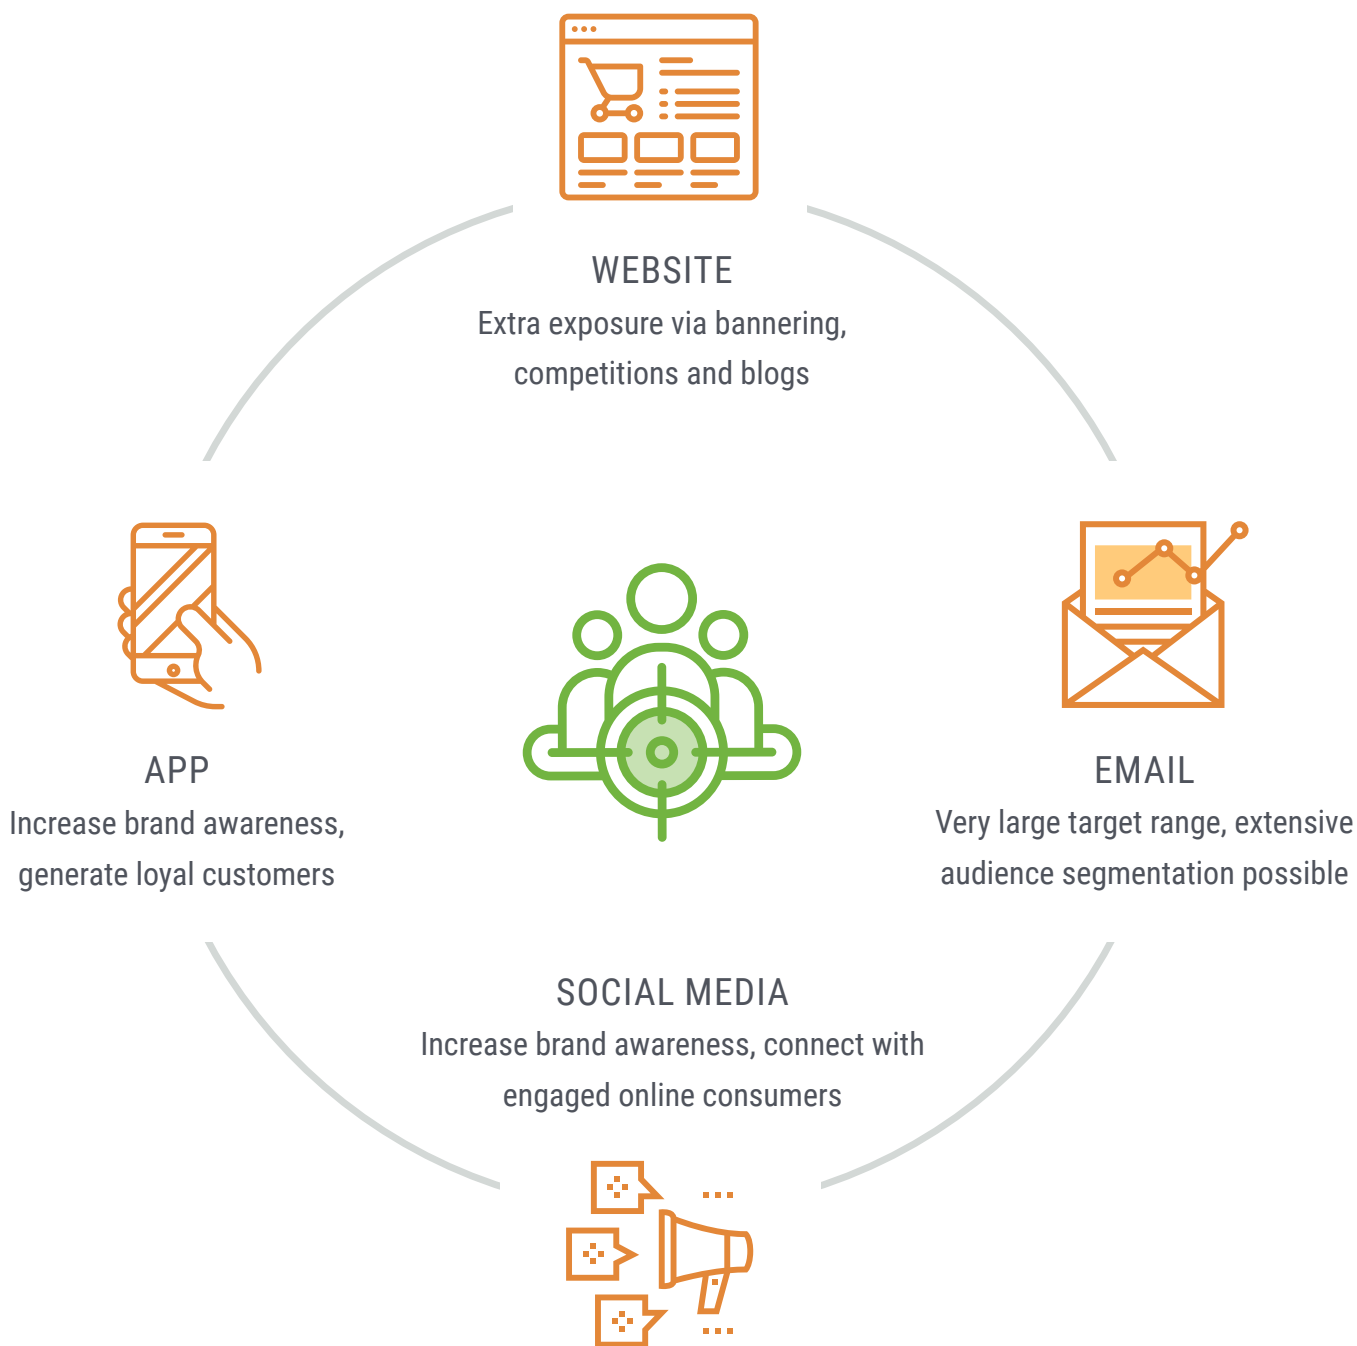 WEBSITE
Extra exposure via bannering,
competitions and blogs
APP
Increase brand awareness,
generate loyal customers
EMAIL
Very large target range, extensive
audience segmentation possible
SOCIAL MEDIA
Increase brand awareness, connect with
engaged online consumers